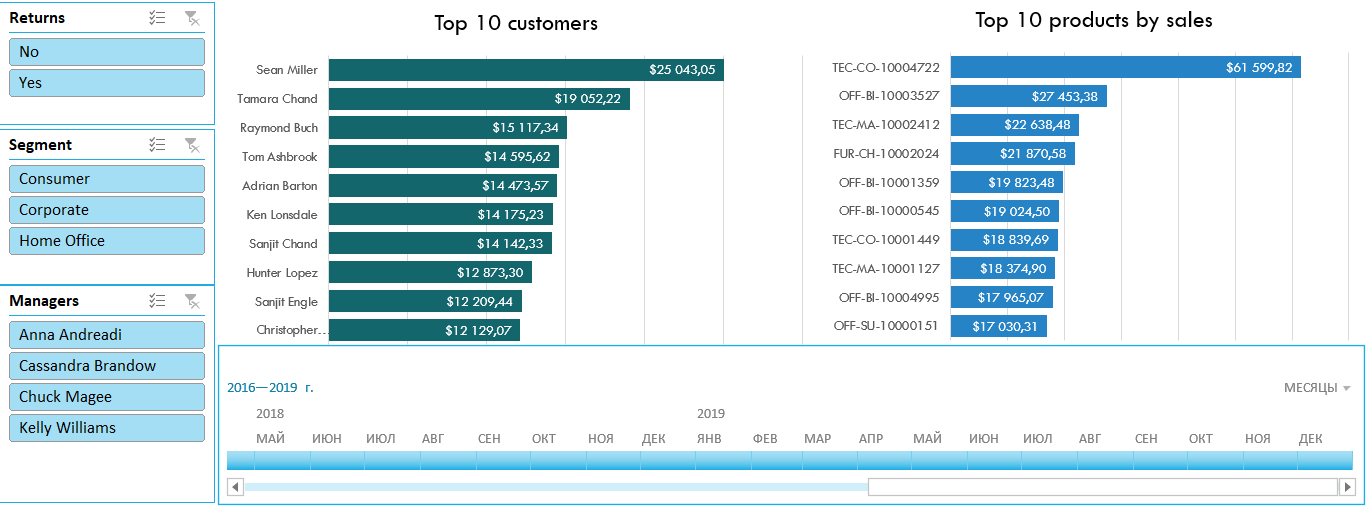 Returns
No
Yes
Segment
Consumer
Corporate
Home Office
Managers
Anna Andreadi
Cassandra Brandow
Chuck Magee
Kelly Williams
Top 10 customers
Sean Miller $25 043,05
Tamara Chand $19 052,22
Raymond Buch $15 117,34
Tom Ashbrook $14 595,62
Adrian Barton $14 473,57
Ken Lonsdale $14 175,23
Sanjit Chand $14 142,33
Hunter Lopez $12 873,30
Sanjit Engle $12 209,44
Christopher... $12 129,07
Top 10 products by sales
TEC-CO-10004722 $61 599,82
OFF-BI-10003527 $27 453,38
TEC-MA-10002412 $22 638,48
FUR-CH-10002024 $21 870,58
OFF-BI-10001359 $19 823,48
OFF-BI-10000545 $19 024,50
TEC-CO-10001449 $18 839,69
TEC-MA-10001127 $18 374,90
OFF-BI-10004995 $17 965,07
OFF-SU-10000151 $17 030,31
2016—2019 г. МЕСЯЦЫ
2018 2019
МАЙ ИЮН ИЮЛ АВГ СЕН ОКТ НОЯ ДЕК ЯНВ ФЕВ МАР АПР МАЙ ИЮН ИЮЛ АВГ СЕН ОКТ НОЯ ДЕК